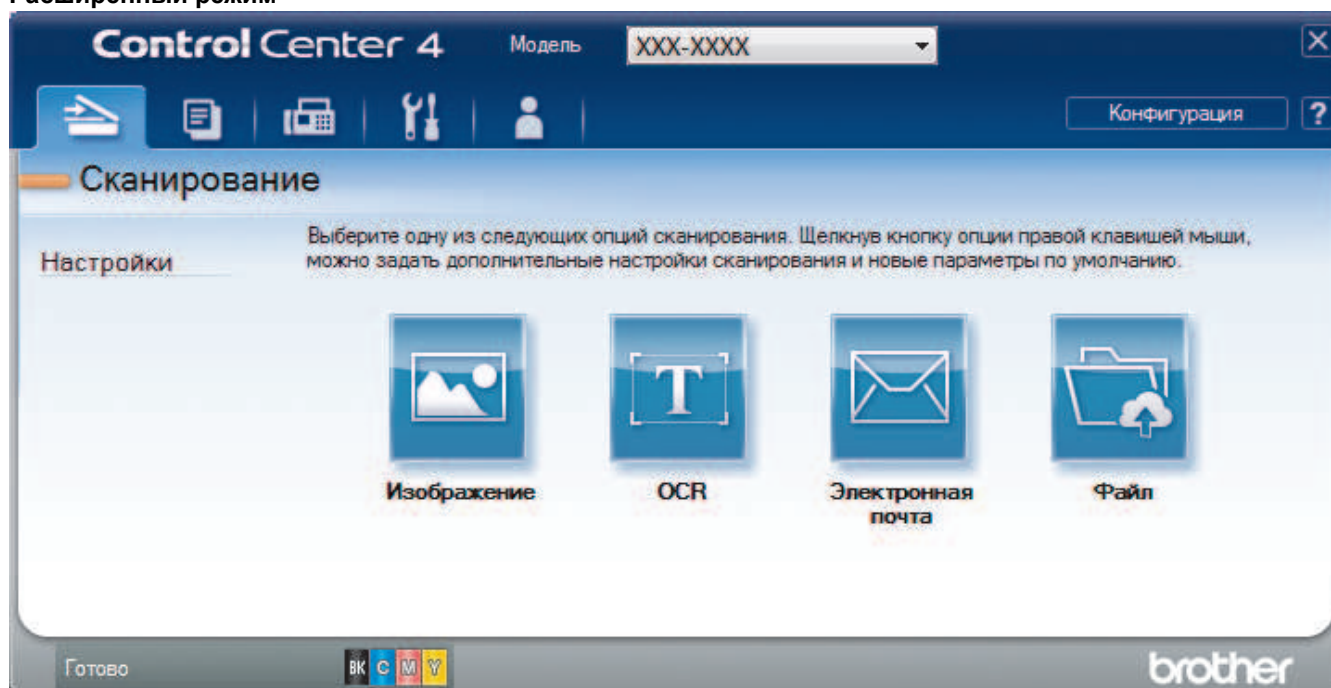 Расширенный режим
Control Center 4 Модель XXX-XXXX
Конфигурация ?
Сканирование
Выберите одну из следующих опций сканирования. Щелкнув кнопку опции правой клавишей мыши,
можно задать дополнительные настройки сканирования и новые параметры по умолчанию.
Настройки
T
Изображение OCR Электронная почта Файл
Готово BK C M Y brother